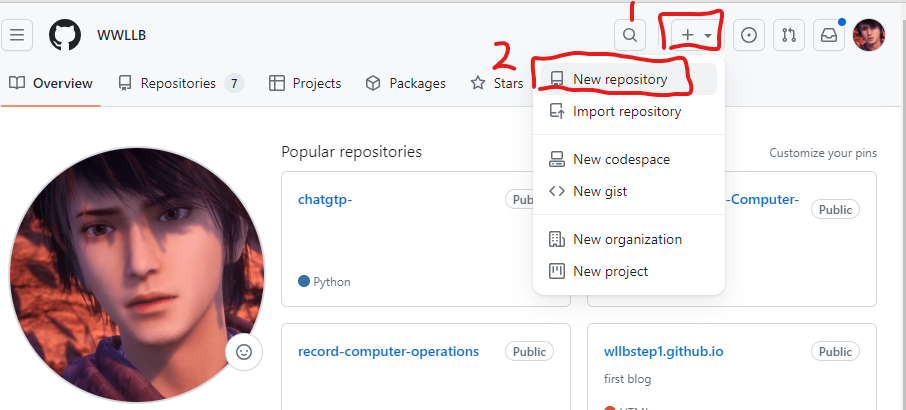 1
WWLLB
2
Overview
Repositories 7
Projects
Packages
Stars
New repository
Import repository
New codespace
New gist
New organization
New project
Popular repositories
Customize your pins
chatgtp-
Python
-Computer-
Public
record-computer-operations
Public
wllbstep1.github.io
Public
first blog